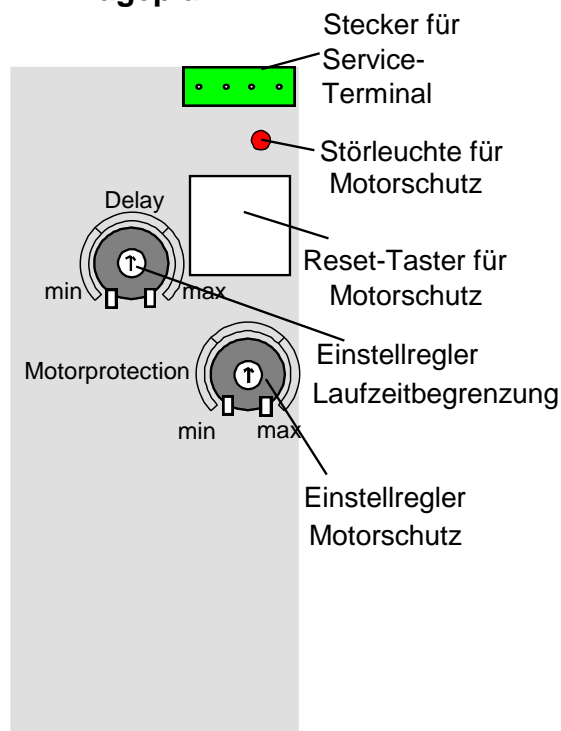 Stecker für
Service-
Terminal
Störleuchte für
Motorschutz
Delay
Reset-Taster für
Motorschutz
min
max
Einstellregler
Laufzeitbegrenzung
Motorprotection
min
max
Einstellregler
Motorschutz